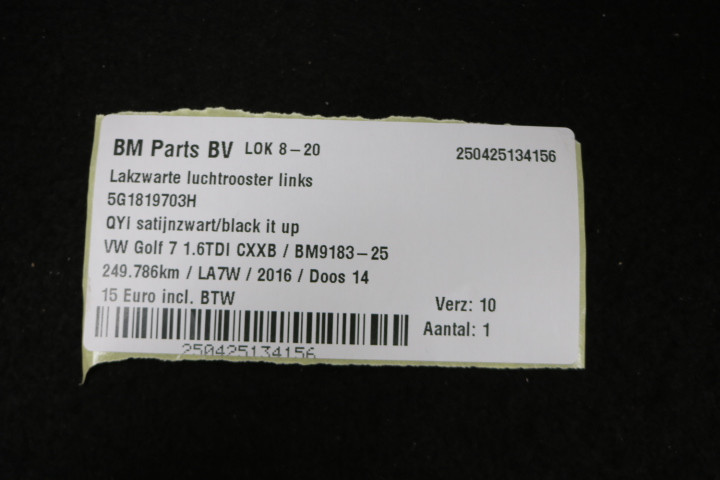 BM Parts BV LOK 8-20 250425134156
Lakzwarte luchtrooster links
5G1819703H
QYI satijnzwart/black it up
VW Golf 7 1.6TDI CXXB / BM9183-25
249.786km / LA7W / 2016 / Doos 14
15 Euro incl. BTW Verz: 10
Aantal: 1
250425134156